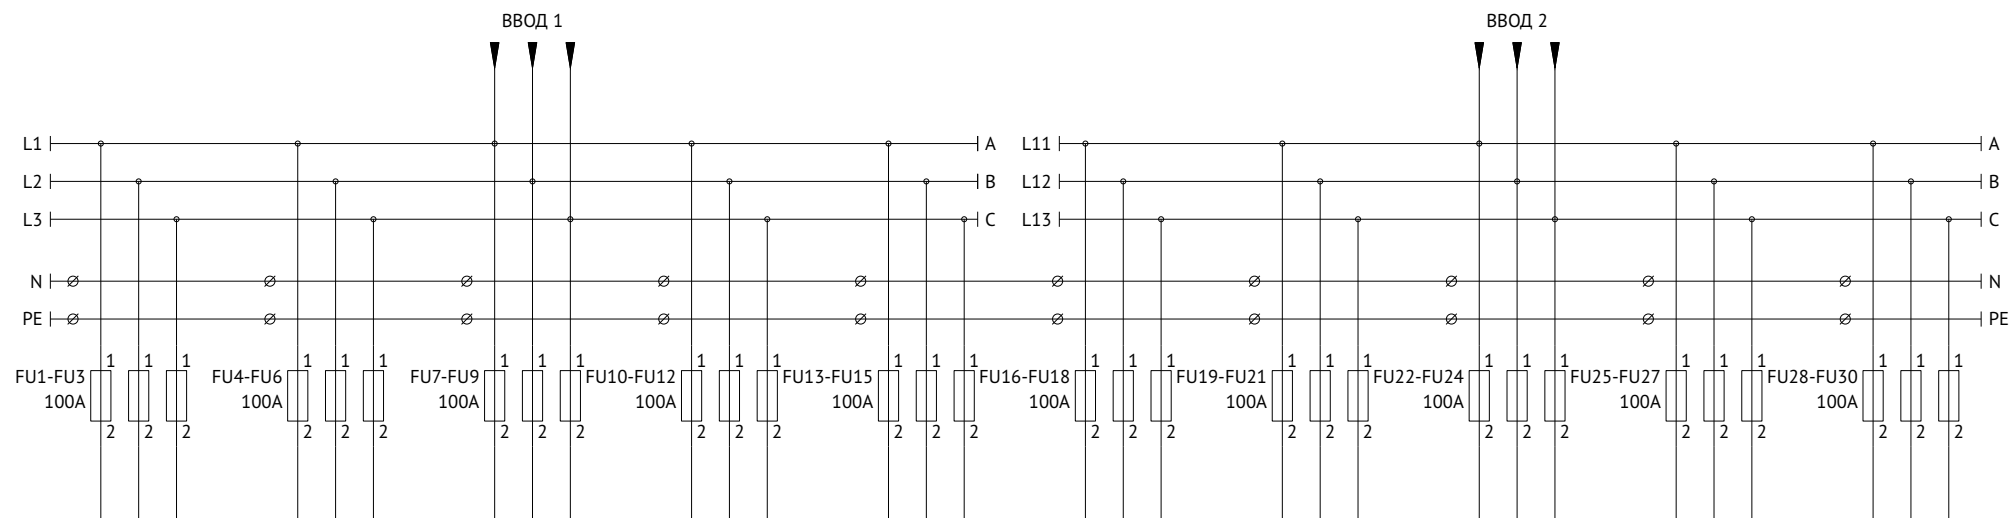 ВВОД 1 ВВОД 2
L1 A L11 A
L2 B L12 B
L3 C L13 C
N N
PE PE
1 1 1 1 1 1 1 1 1 1 1 1 1 1 1 1 1 1 1 1 1 1 1 1 1 1 1 1 1 1
FU1-FU3 FU4-FU6 FU7-FU9 FU10-FU12 FU13-FU15 FU16-FU18 FU19-FU21 FU22-FU24 FU25-FU27 FU28-FU30
100A 100A 100A 100A 100A 100A 100A 100A 100A 100A
2 2 2 2 2 2 2 2 2 2 2 2 2 2 2 2 2 2 2 2 2 2 2 2 2 2 2 2 2 2